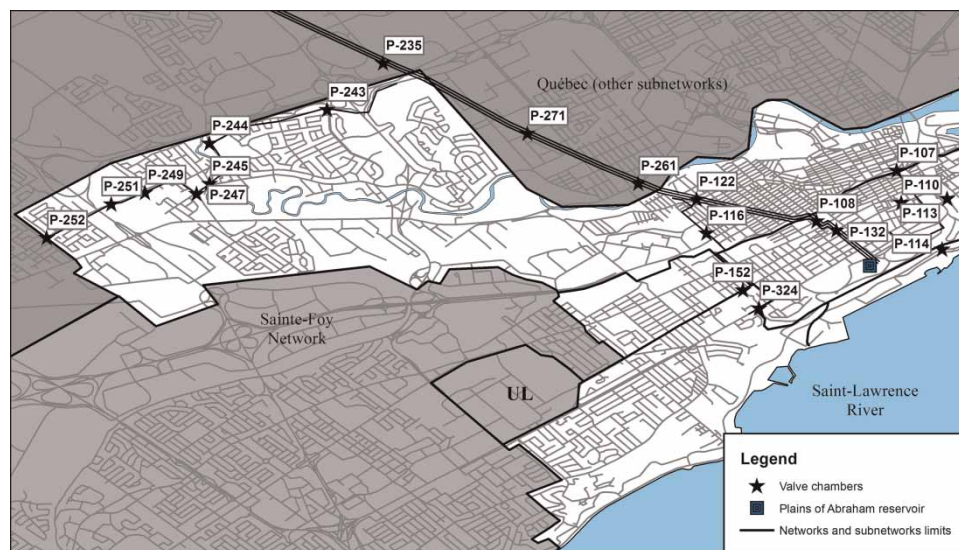 P-235
Québec (other subnetworks)
P-243
P-271
P-244
P-245
P-261
P-107
P-249
P-251
P-122
P-110
P-247
P-108
P-252
P-116
P-113
P-132
P-114
P-152
P-324
Sainte-Foy
Network
UL
Saint-Lawrence
River
Legend
Valve chambers
Plains of Abraham reservoir
Networks and subnetworks limits